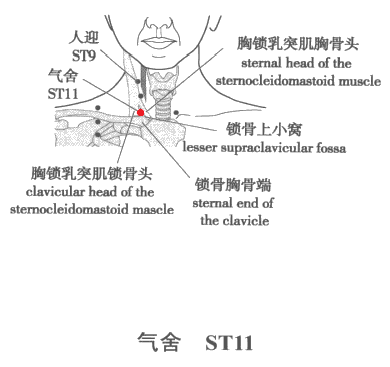 人迎
ST9
气舍
ST11
胸锁乳突肌胸骨头
sternal head of the
sternocleidomastoid muscle
锁骨上小窝
lesser supraclavicular fossa
胸锁乳突肌锁骨头
clavicular head of the
sternocleidomastoid mascle
锁骨胸骨端
sternal end of
the clavicle
气舍 ST11